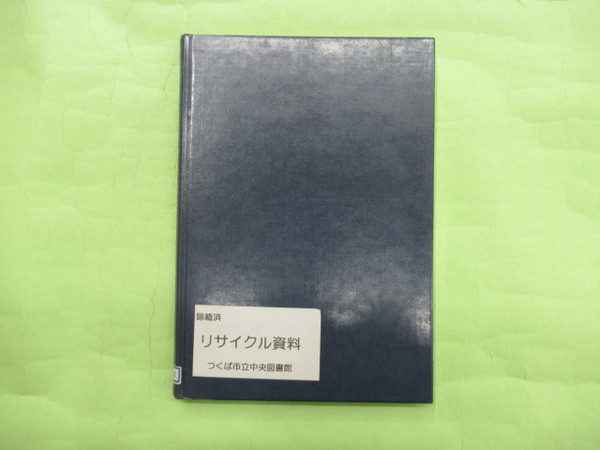 除籍済
リサイクル資料
つくば市立中央図書館